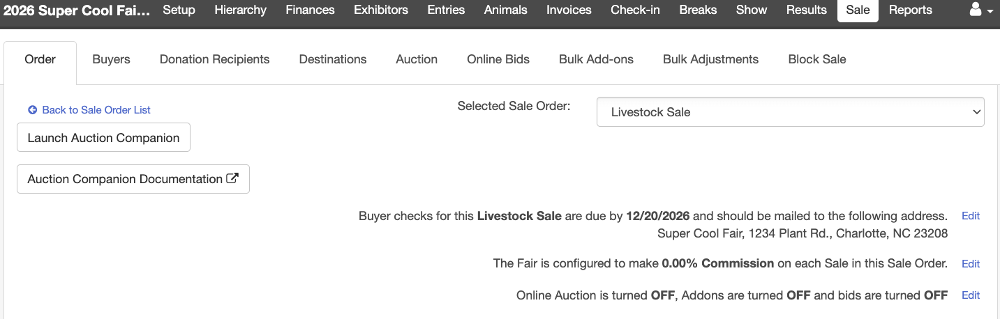 2026 Super Cool Fai... Setup Hierarchy Finances Exhibitors Entries Animals Invoices Check-in Breaks Show Results Sale Reports
Order Buyers Donation Recipients Destinations Auction Online Bids Bulk Add-ons Bulk Adjustments Block Sale
Back to Sale Order List Selected Sale Order: Livestock Sale
Launch Auction Companion
Auction Companion Documentation
Buyer checks for this Livestock Sale are due by 12/20/2026 and should be mailed to the following address. Edit
Super Cool Fair, 1234 Plant Rd., Charlotte, NC 23208
The Fair is configured to make 0.00% Commission on each Sale in this Sale Order. Edit
Online Auction is turned OFF, Addons are turned OFF and bids are turned OFF Edit